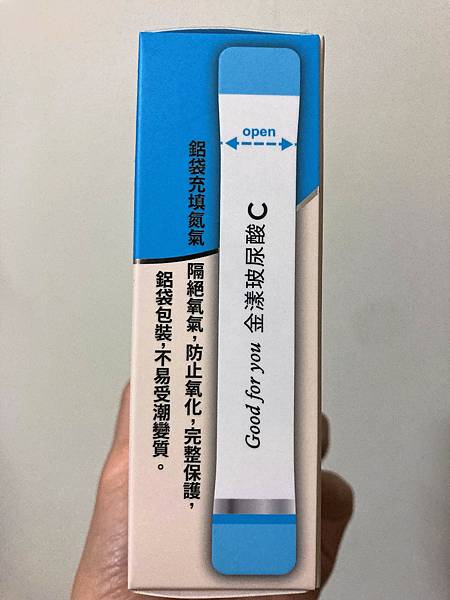 open
Good for you 金漾玻尿酸C
鋁袋充填氮氣 隔絕氧氣,防止氧化,完整保護,
鋁袋包裝,不易受潮變質。